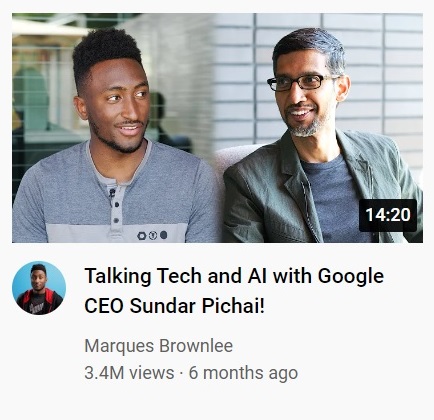 14:20
Talking Tech and AI with Google
CEO Sundar Pichai!
Marques Brownlee
3.4M views · 6 months ago